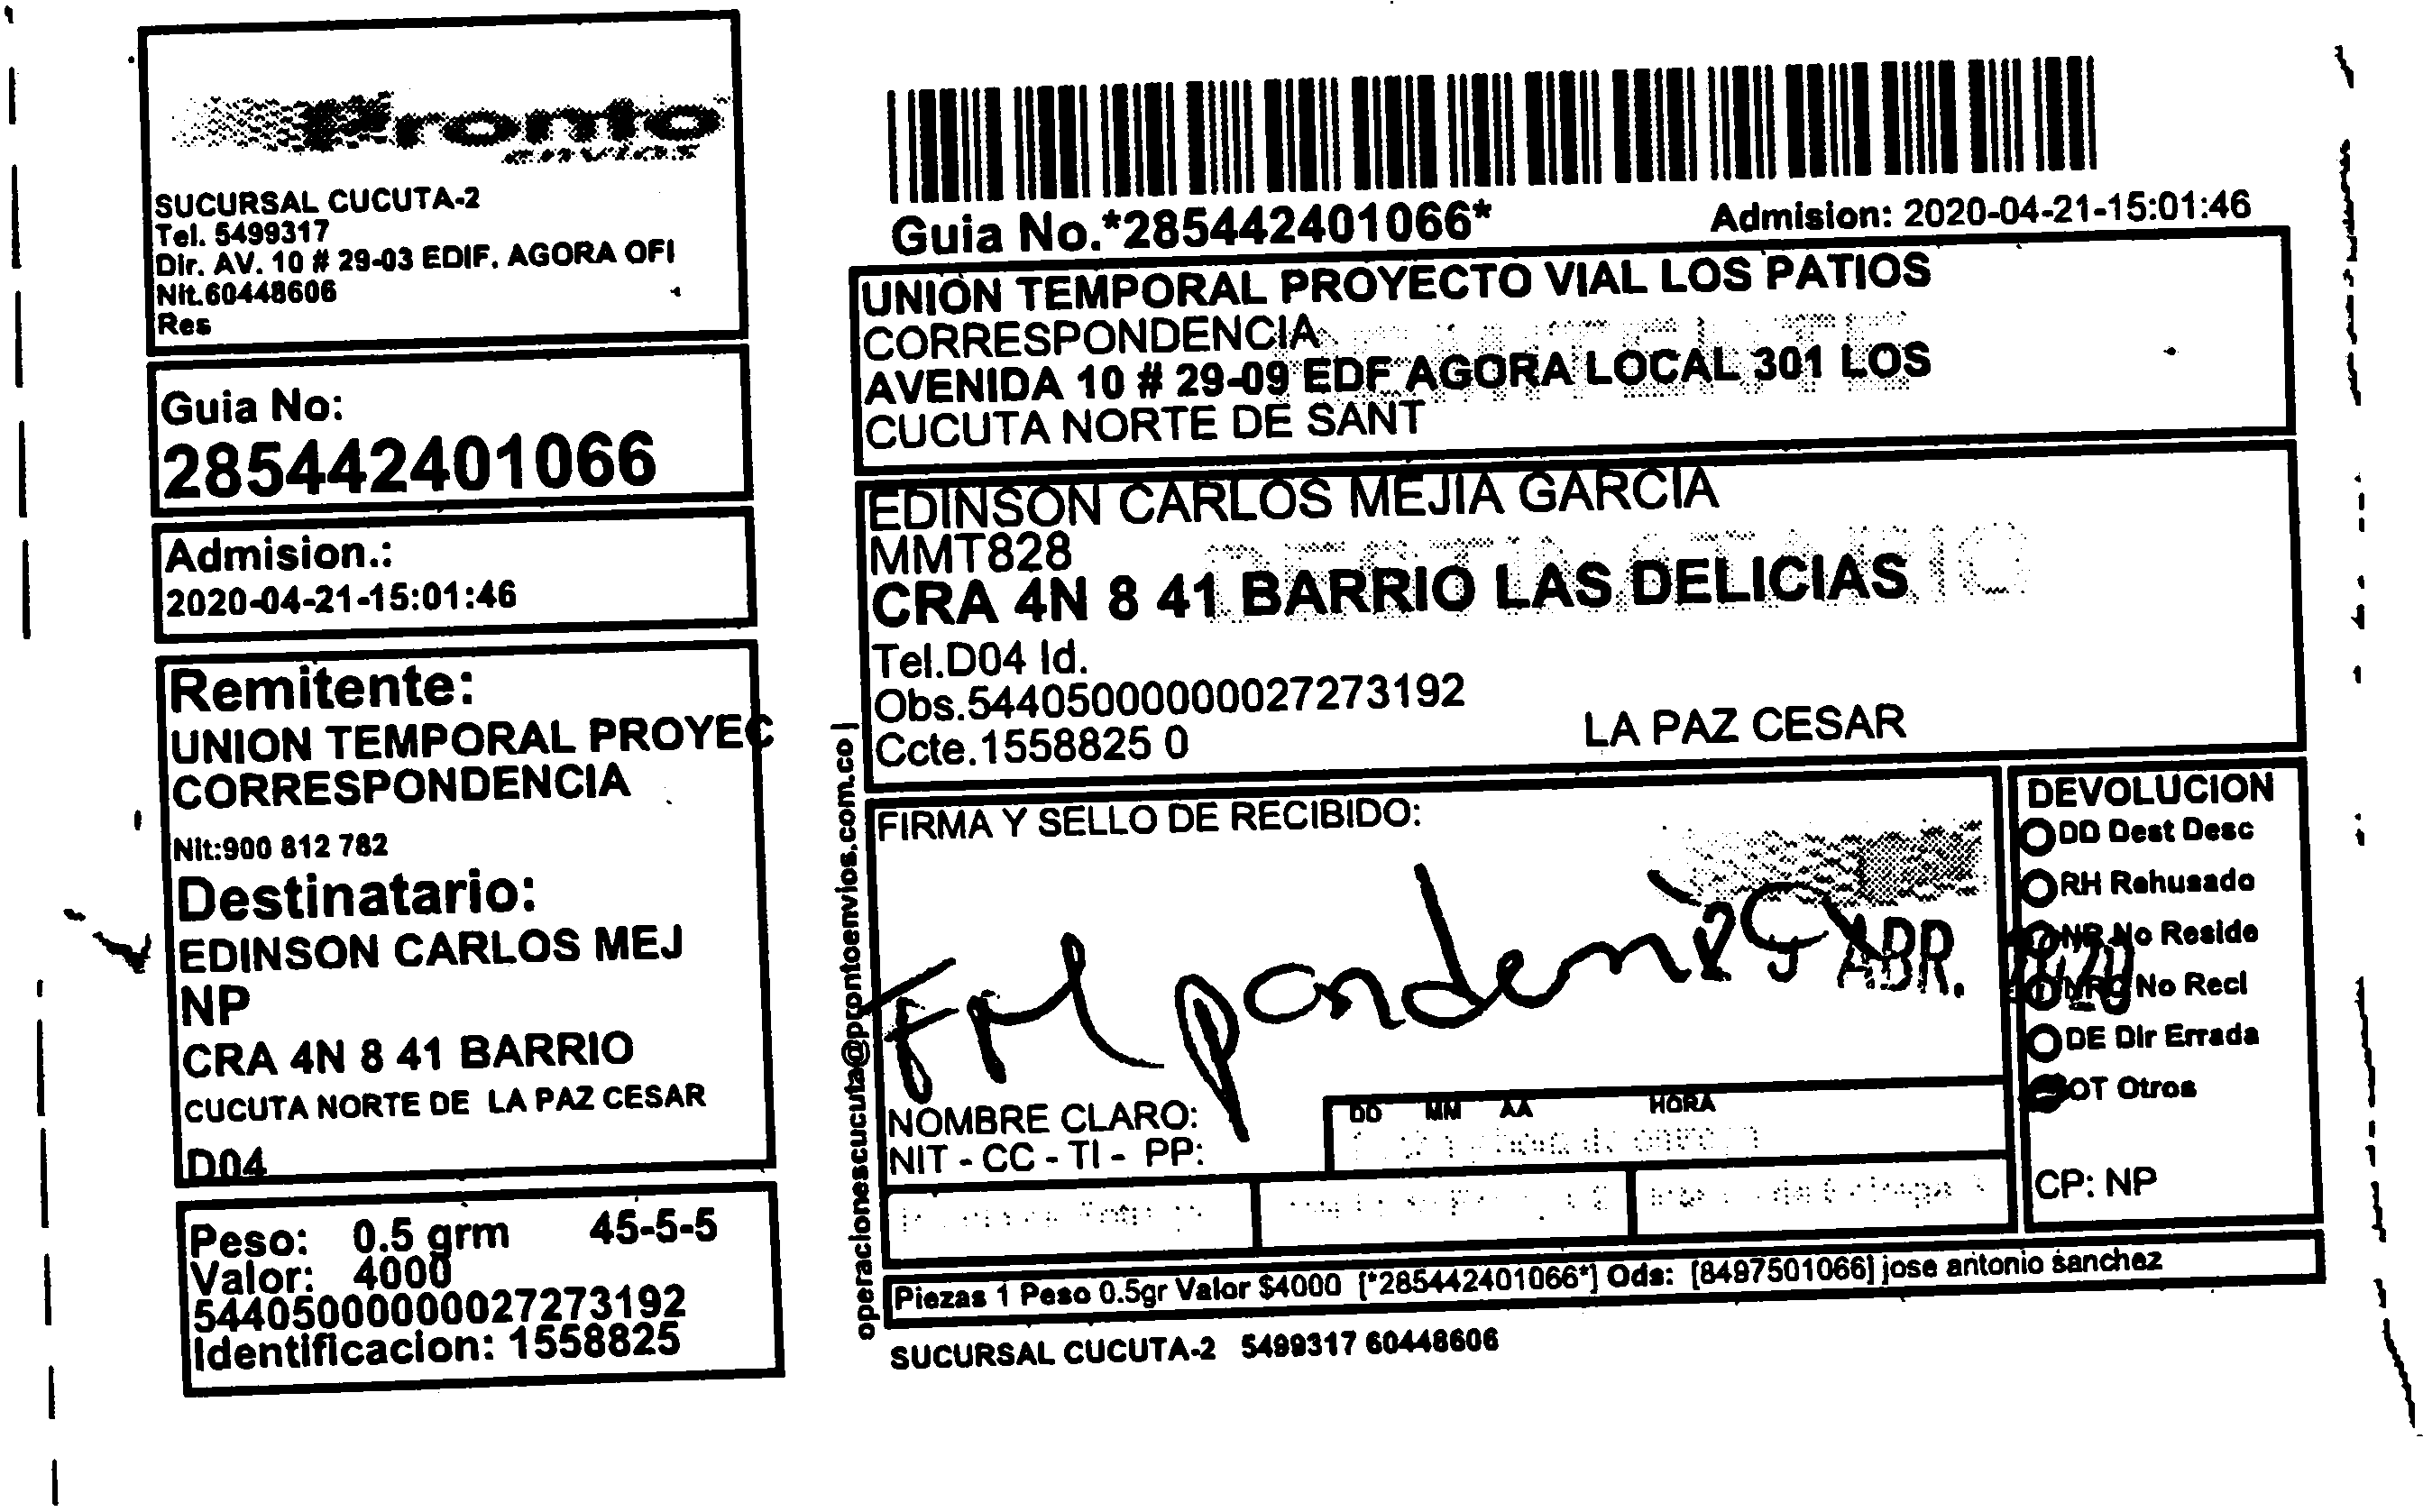 Pronto
envios
SUCURSAL CUCUTA-2
Tel. 5499317
Dir. AV. 10 # 29-03 EDIF. AGORA OFI
Nit.60448606
Res
Guia No:
285442401066
Admision.:
2020-04-21-15:01:46
Remitente:
UNION TEMPORAL PROYEC
CORRESPONDENCIA
Nit:900 812 782
Destinatario:
EDINSON CARLOS MEJ
NP
CRA 4N 8 41 BARRIO
CUCUTA NORTE DE LA PAZ CESAR
D04
Peso: 0.5 grm 45-5-5
Valor: 4000
544050000000027273192
Identificacion: 1558825
Guia No.*285442401066*
Admision: 2020-04-21-15:01:46
UNION TEMPORAL PROYECTO VIAL LOS PATIOS
CORRESPONDENCIA
REMITENTE
AVENIDA 10 # 29-09 EDF AGORA LOCAL 301 LOS
CUCUTA NORTE DE SANT
EDINSON CARLOS MEJIA GARCIA
MMT828
DESTINATARIO
CRA 4N 8 41 BARRIO LAS DELICIAS
Tel.D04 Id.
Obs.544050000000027273192
Ccte.1558825 0
LA PAZ CESAR
operacionescucuta@prontoenvios.com.co |
FIRMA Y SELLO DE RECIBIDO:
pandemia
ABR. 2020
NOMBRE CLARO:
NIT - CC - TI - PP:
DD MM AA HORA
DEVOLUCION
DD Dest Desc
RH Rehusado
NR No Reside
NRC No Recl
DE Dir Errada
OT Otros
CP: NP
Piezas 1 Peso 0.5gr Valor $4000 [*285442401066*] Ods: [8497501066] jose antonio sanchez
SUCURSAL CUCUTA-2 5499317 60448606